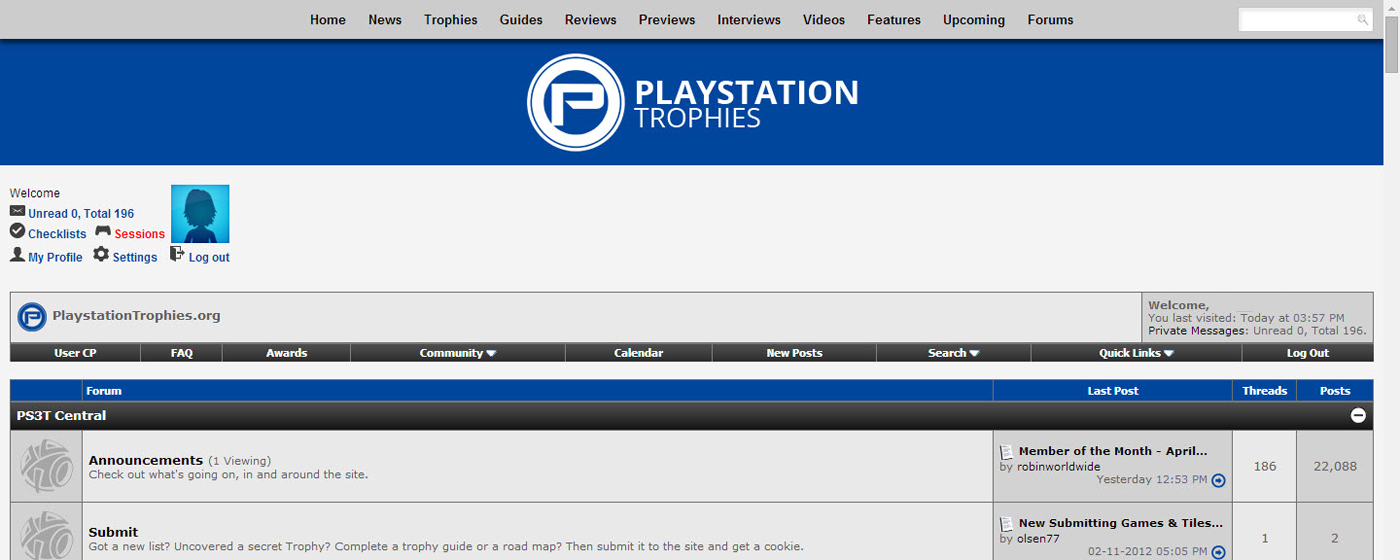 Home News Trophies Guides Reviews Previews Interviews Videos Features Upcoming Forums
PLAYSTATION
TROPHIES
Welcome
Unread 0, Total 196
Checklists Sessions
My Profile Settings Log out
PlaystationTrophies.org
Welcome,
You last visited: Today at 03:57 PM
Private Messages: Unread 0, Total 196.
User CP FAQ Awards Community Calendar New Posts Search Quick Links Log Out
Forum Last Post Threads Posts
PS3T Central
Announcements (1 Viewing)
Check out what's going on, in and around the site.
Member of the Month - April...
by robinworldwide
Yesterday 12:53 PM
186 22,088
Submit
Got a new list? Uncovered a secret Trophy? Complete a trophy guide or a road map? Then submit it to the site and get a cookie.
New Submitting Games & Tiles...
by olsen77
02-11-2012 05:05 PM
1 2